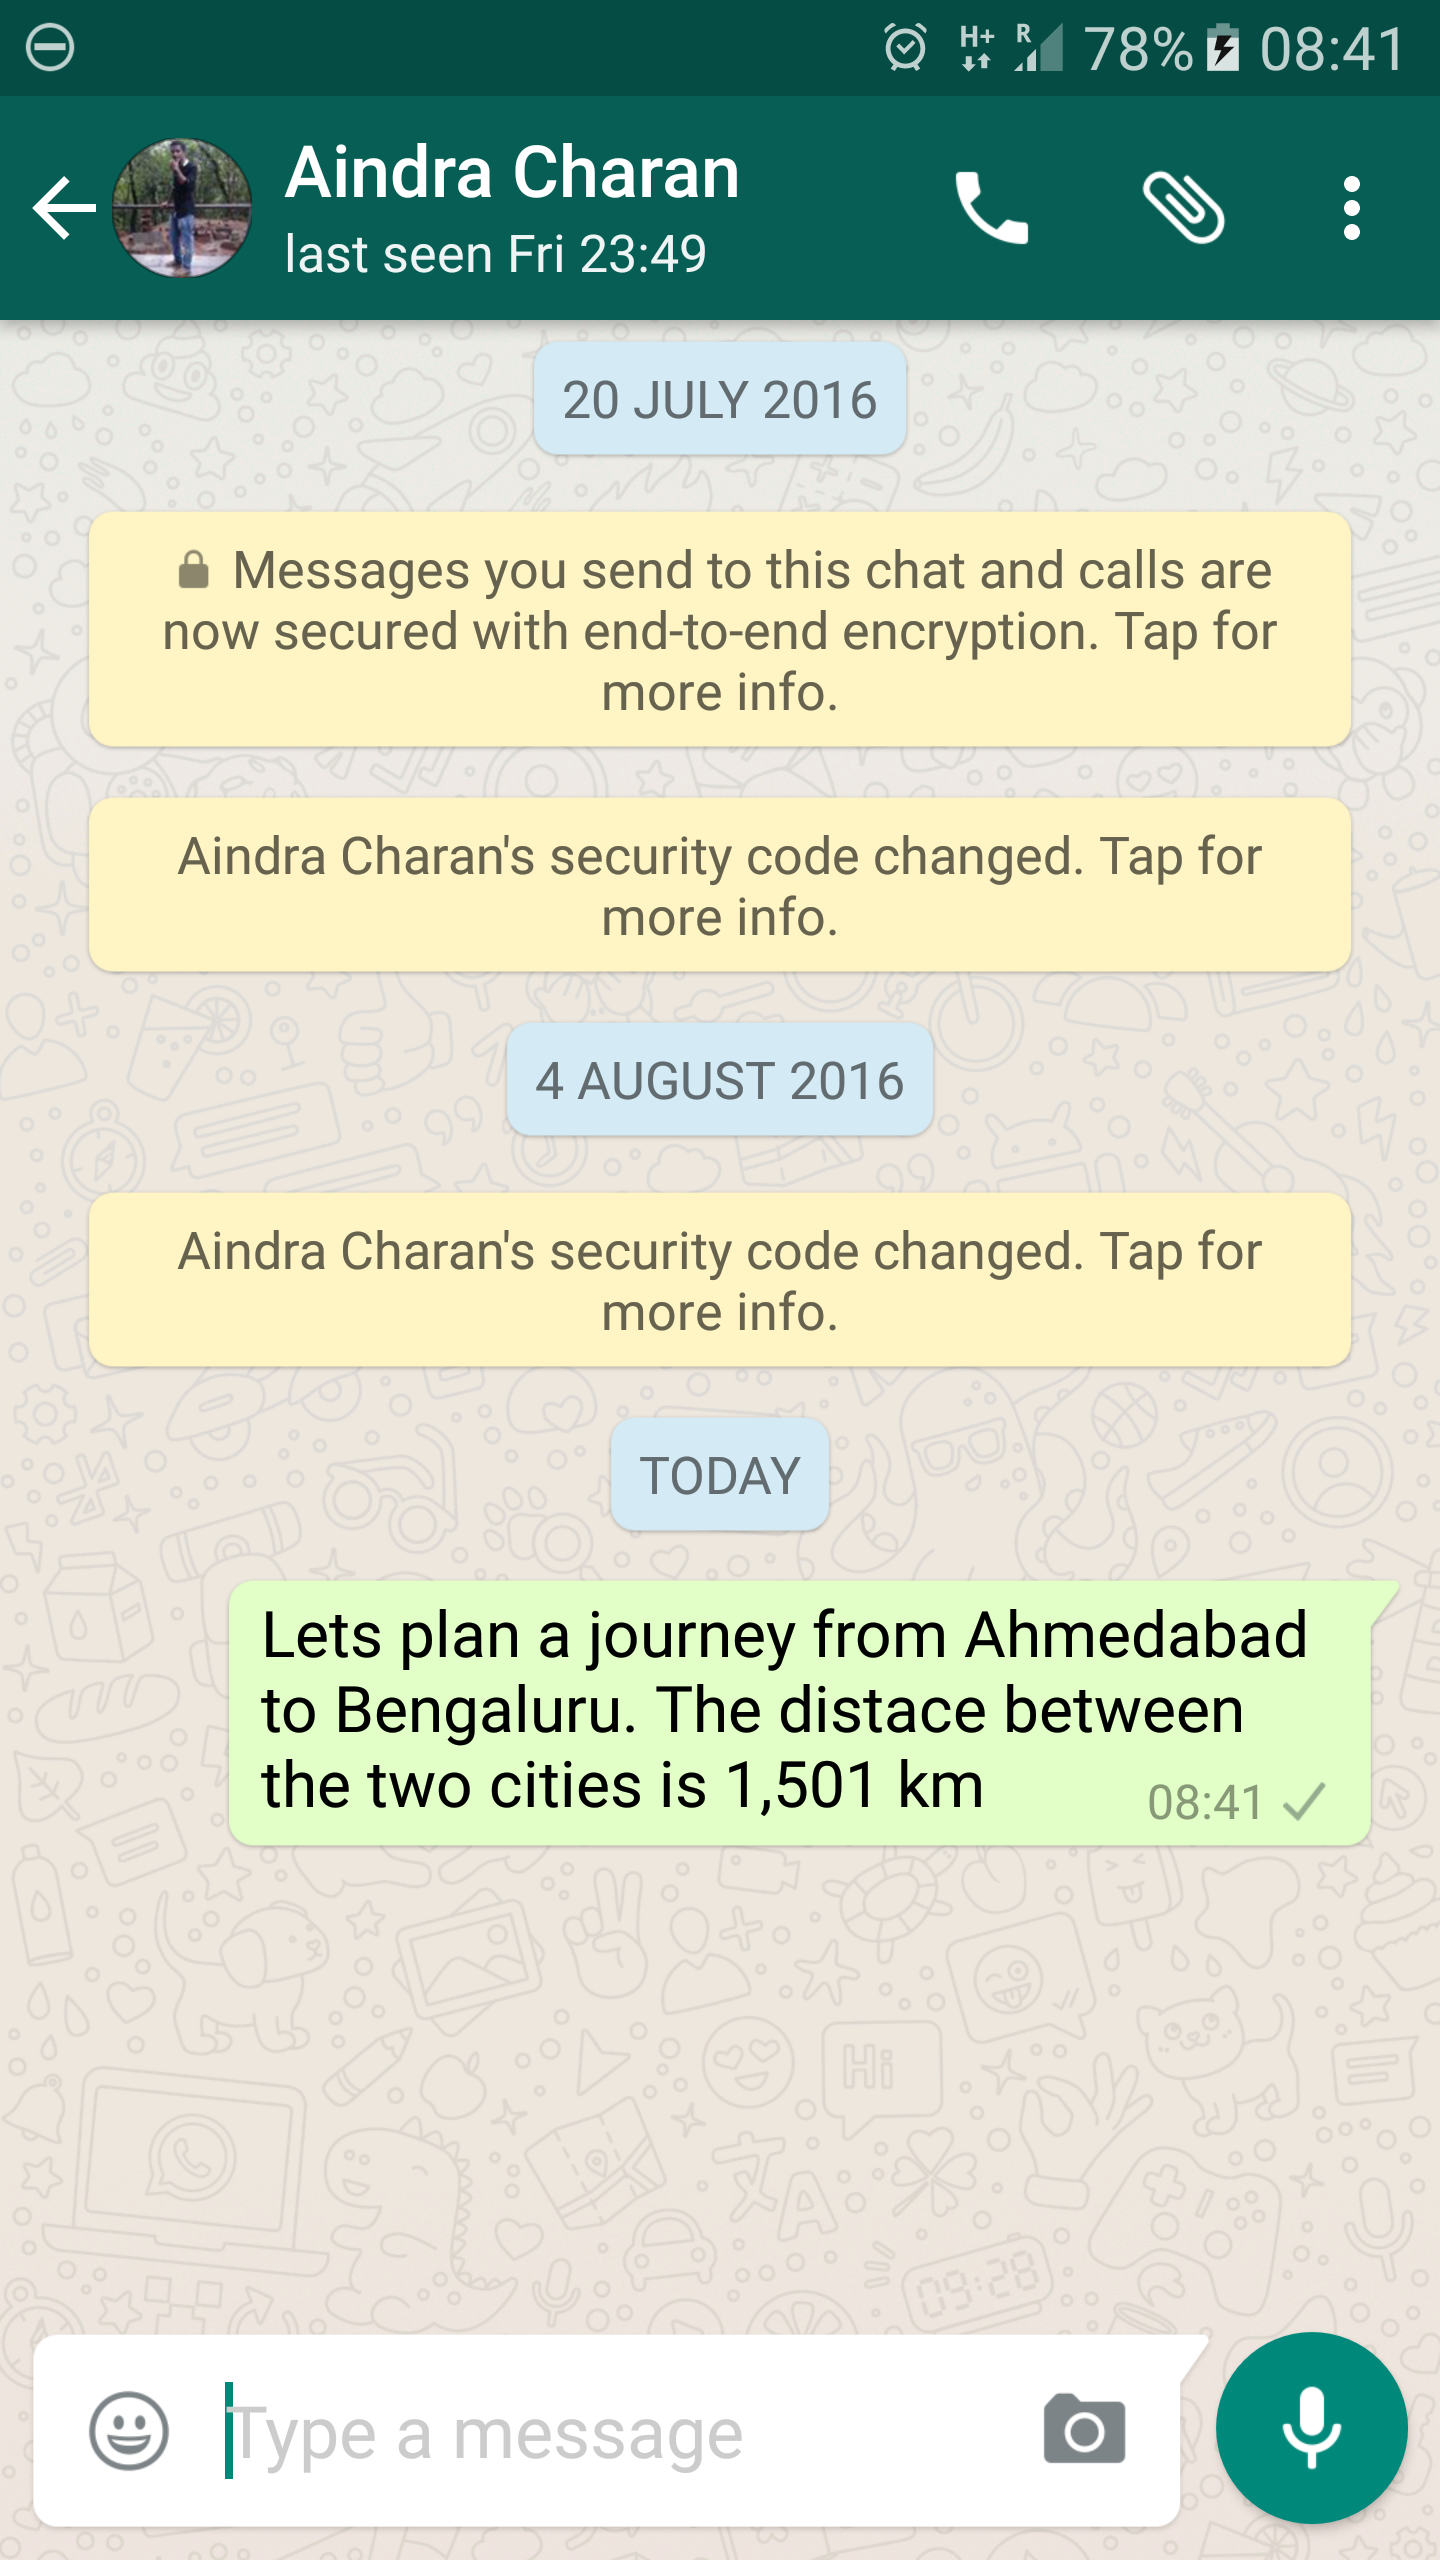 H+ R 78% 08:41
Aindra Charan
last seen Fri 23:49
20 JULY 2016
Messages you send to this chat and calls are
now secured with end-to-end encryption. Tap for
more info.
Aindra Charan's security code changed. Tap for
more info.
4 AUGUST 2016
Aindra Charan's security code changed. Tap for
more info.
TODAY
Lets plan a journey from Ahmedabad
to Bengaluru. The distace between
the two cities is 1,501 km
08:41
Hi
09:28
Type a message